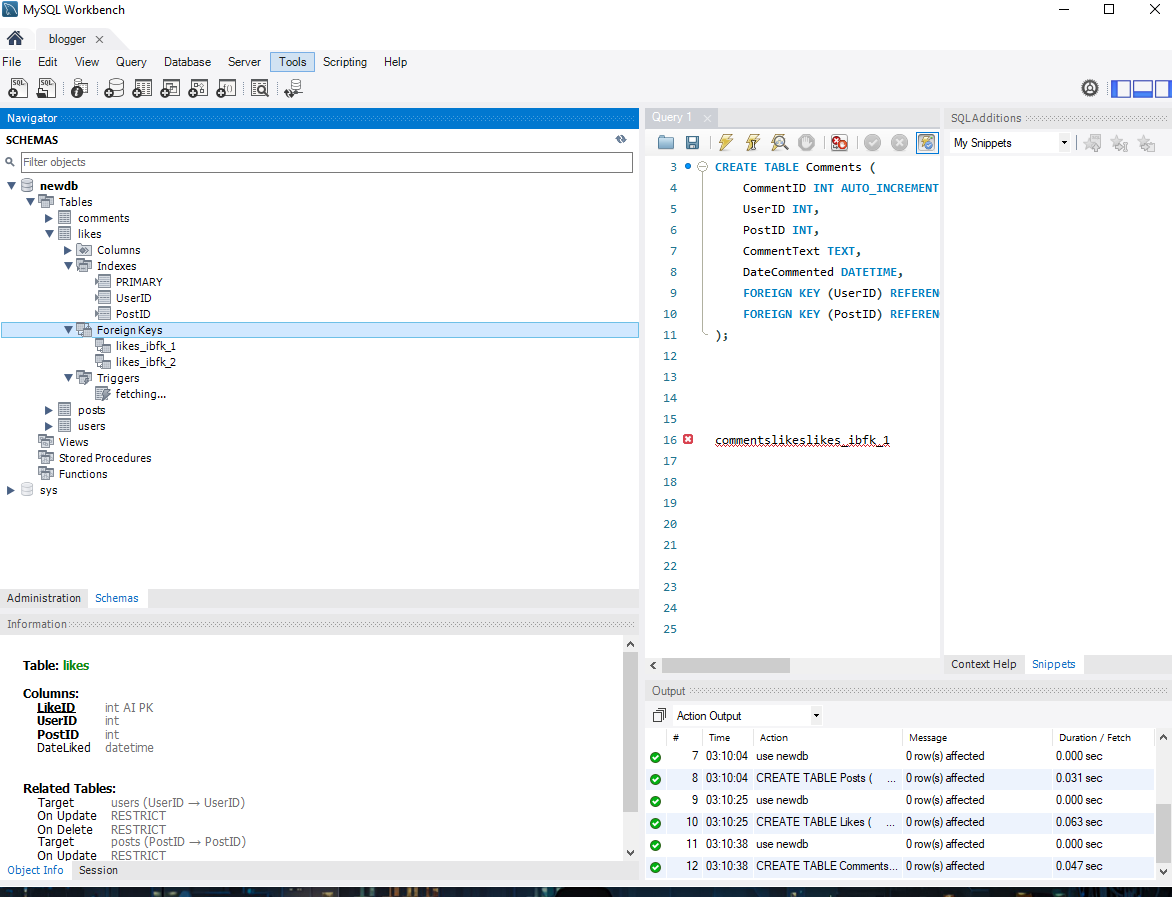 MySQL Workbench
blogger
File Edit View Query Database Server Tools Scripting Help
Navigator
SCHEMAS
Filter objects
newdb
Tables
comments
likes
Columns
Indexes
PRIMARY
UserID
PostID
Foreign Keys
likes_ibfk_1
likes_ibfk_2
Triggers
fetching...
posts
users
Views
Stored Procedures
Functions
sys
Administration Schemas
Information
Table: likes
Columns:
LikeID int AI PK
UserID int
PostID int
DateLiked datetime
Related Tables:
Target users (UserID → UserID)
On Update RESTRICT
On Delete RESTRICT
Target posts (PostID → PostID)
On Update RESTRICT
Object Info Session
Query 1
3 CREATE TABLE Comments (
4 CommentID INT AUTO_INCREMENT
5 UserID INT,
6 PostID INT,
7 CommentText TEXT,
8 DateCommented DATETIME,
9 FOREIGN KEY (UserID) REFEREN
10 FOREIGN KEY (PostID) REFEREN
11 );
12
13
14
15
16 commentslikeslikes_ibfk_1
17
18
19
20
21
22
23
24
25
SQLAdditions
My Snippets
Context Help Snippets
Output
Action Output
# Time Action Message Duration / Fetch
7 03:10:04 use newdb 0 row(s) affected 0.000 sec
8 03:10:04 CREATE TABLE Posts ( ... 0 row(s) affected 0.031 sec
9 03:10:25 use newdb 0 row(s) affected 0.000 sec
10 03:10:25 CREATE TABLE Likes ( ... 0 row(s) affected 0.063 sec
11 03:10:38 use newdb 0 row(s) affected 0.000 sec
12 03:10:38 CREATE TABLE Comments... 0 row(s) affected 0.047 sec